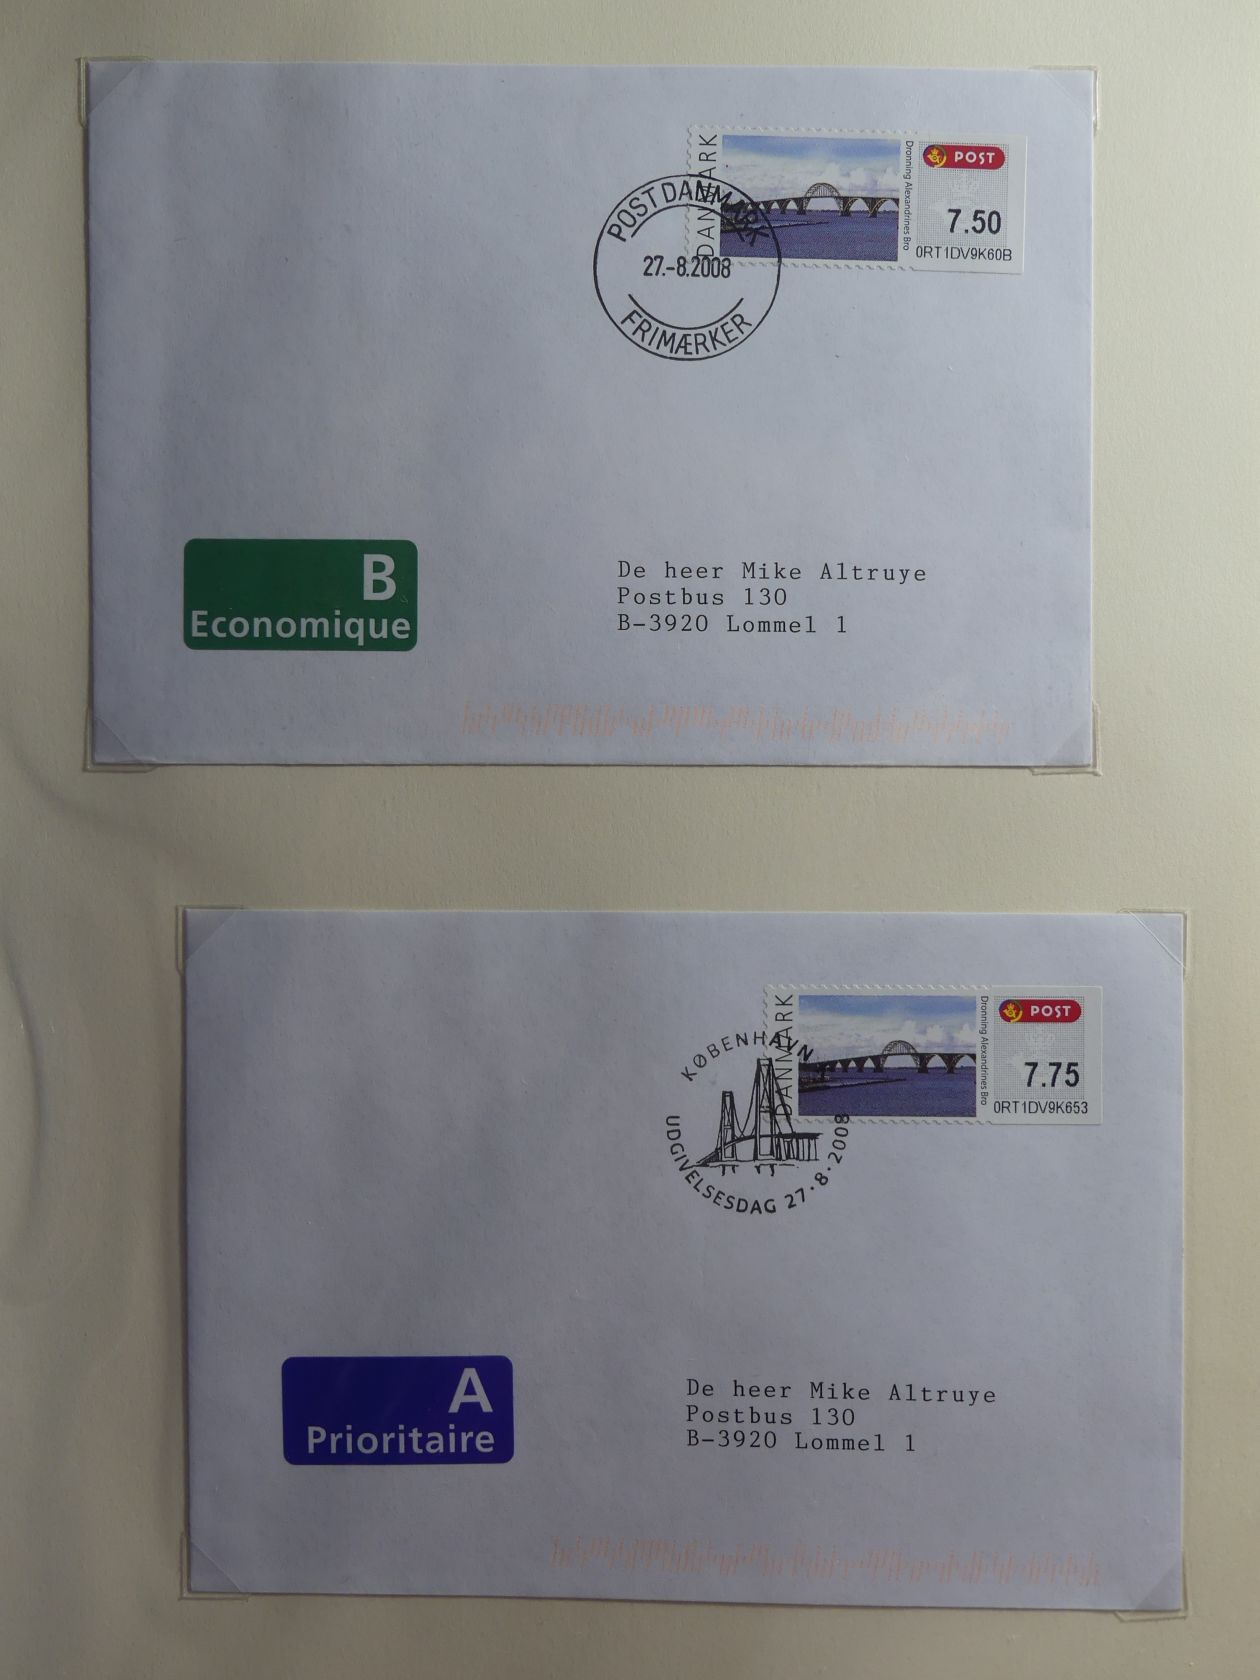 DANMARK
Dronning Alexandrines Bro
POST
7.50
0RT1DV9K60B
POST DANMARK
27.-8.2008
FRIMÆRKER
B
Economique
De heer Mike Altruye
Postbus 130
B-3920 Lommel 1
DANMARK
Dronning Alexandrines Bro
POST
7.75
0RT1DV9K653
KØBENHAVN
UDGIVELSESDAG 27·8·2008
A
Prioritaire
De heer Mike Altruye
Postbus 130
B-3920 Lommel 1